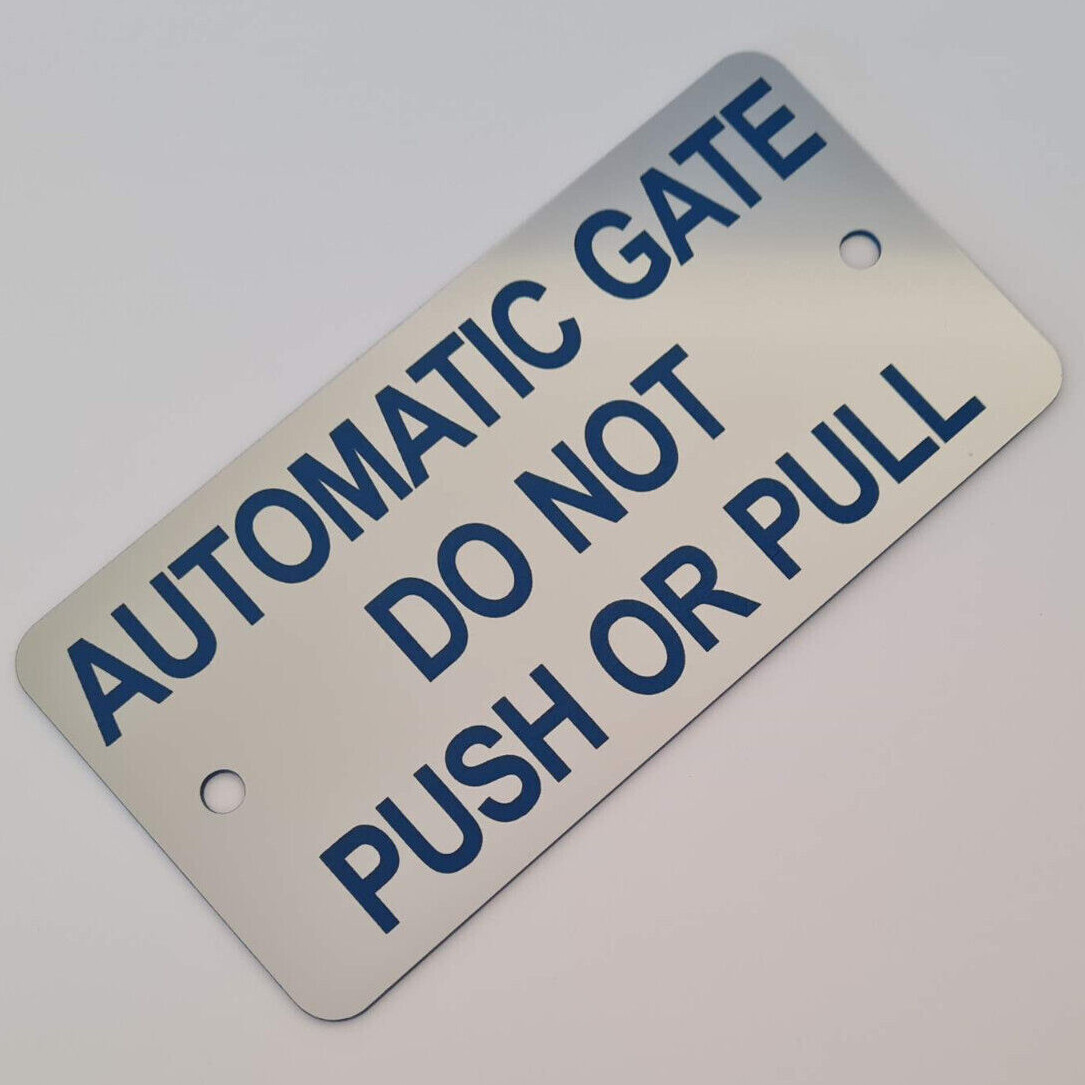 AUTOMATIC GATE
DO NOT
PUSH OR PULL